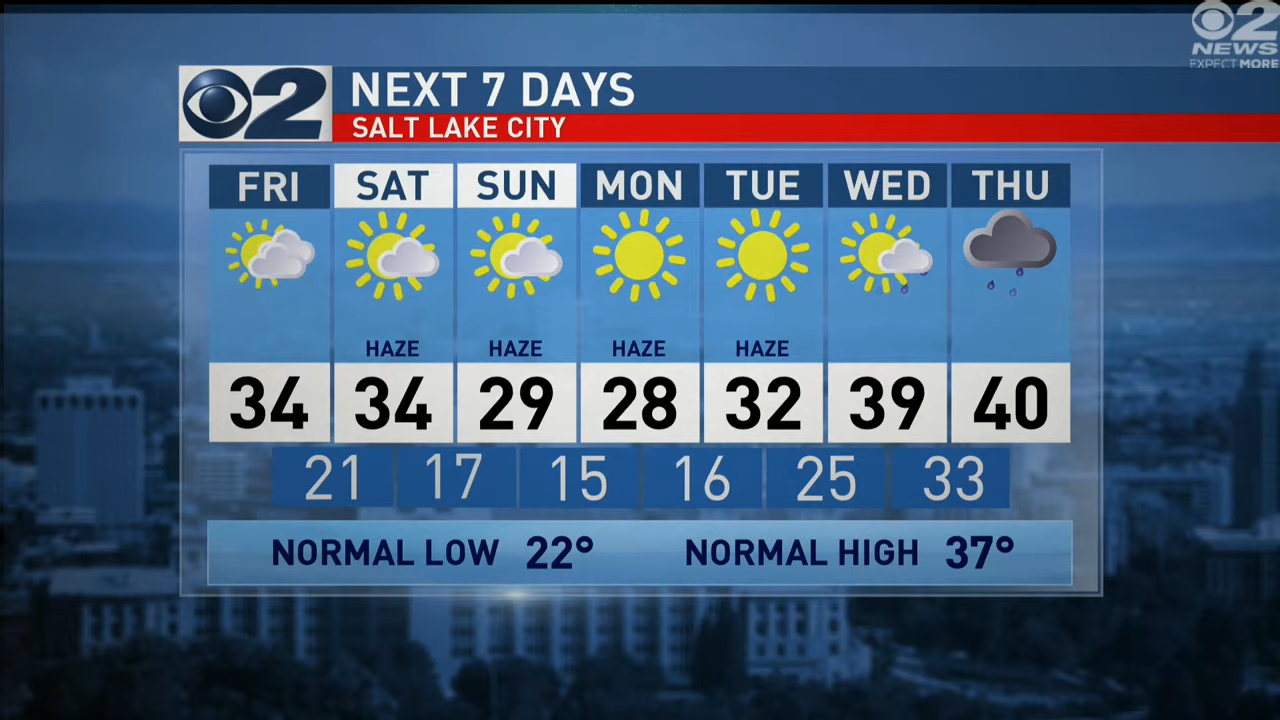 2
NEWS
EXPECT MORE
2
NEXT 7 DAYS
SALT LAKE CITY
FRI SAT SUN MON TUE WED THU
HAZE HAZE HAZE HAZE
34 34 29 28 32 39 40
21 17 15 16 25 33
NORMAL LOW 22° NORMAL HIGH 37°